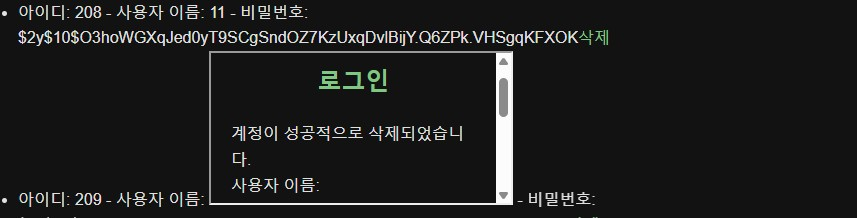 아이디: 208 - 사용자 이름: 11 - 비밀번호:
$2y$10$O3hoWGXqJed0yT9SCgSndOZ7KzUxqDvlBijY.Q6ZPk.VHSgqKFXOK삭제
로그인
계정이 성공적으로 삭제되었습니
다.
사용자 이름:
아이디: 209 - 사용자 이름: - 비밀번호: